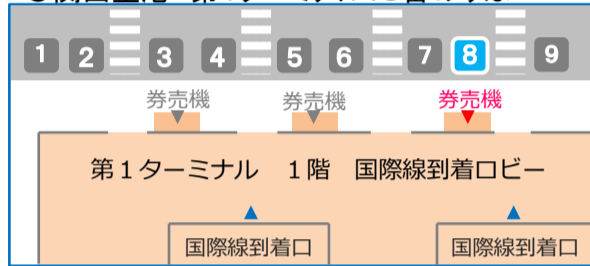 1 2 3 4 5 6 7 8 9
券売機 券売機 券売機
第1ターミナル 1階 国際線到着ロビー
国際線到着口 国際線到着口